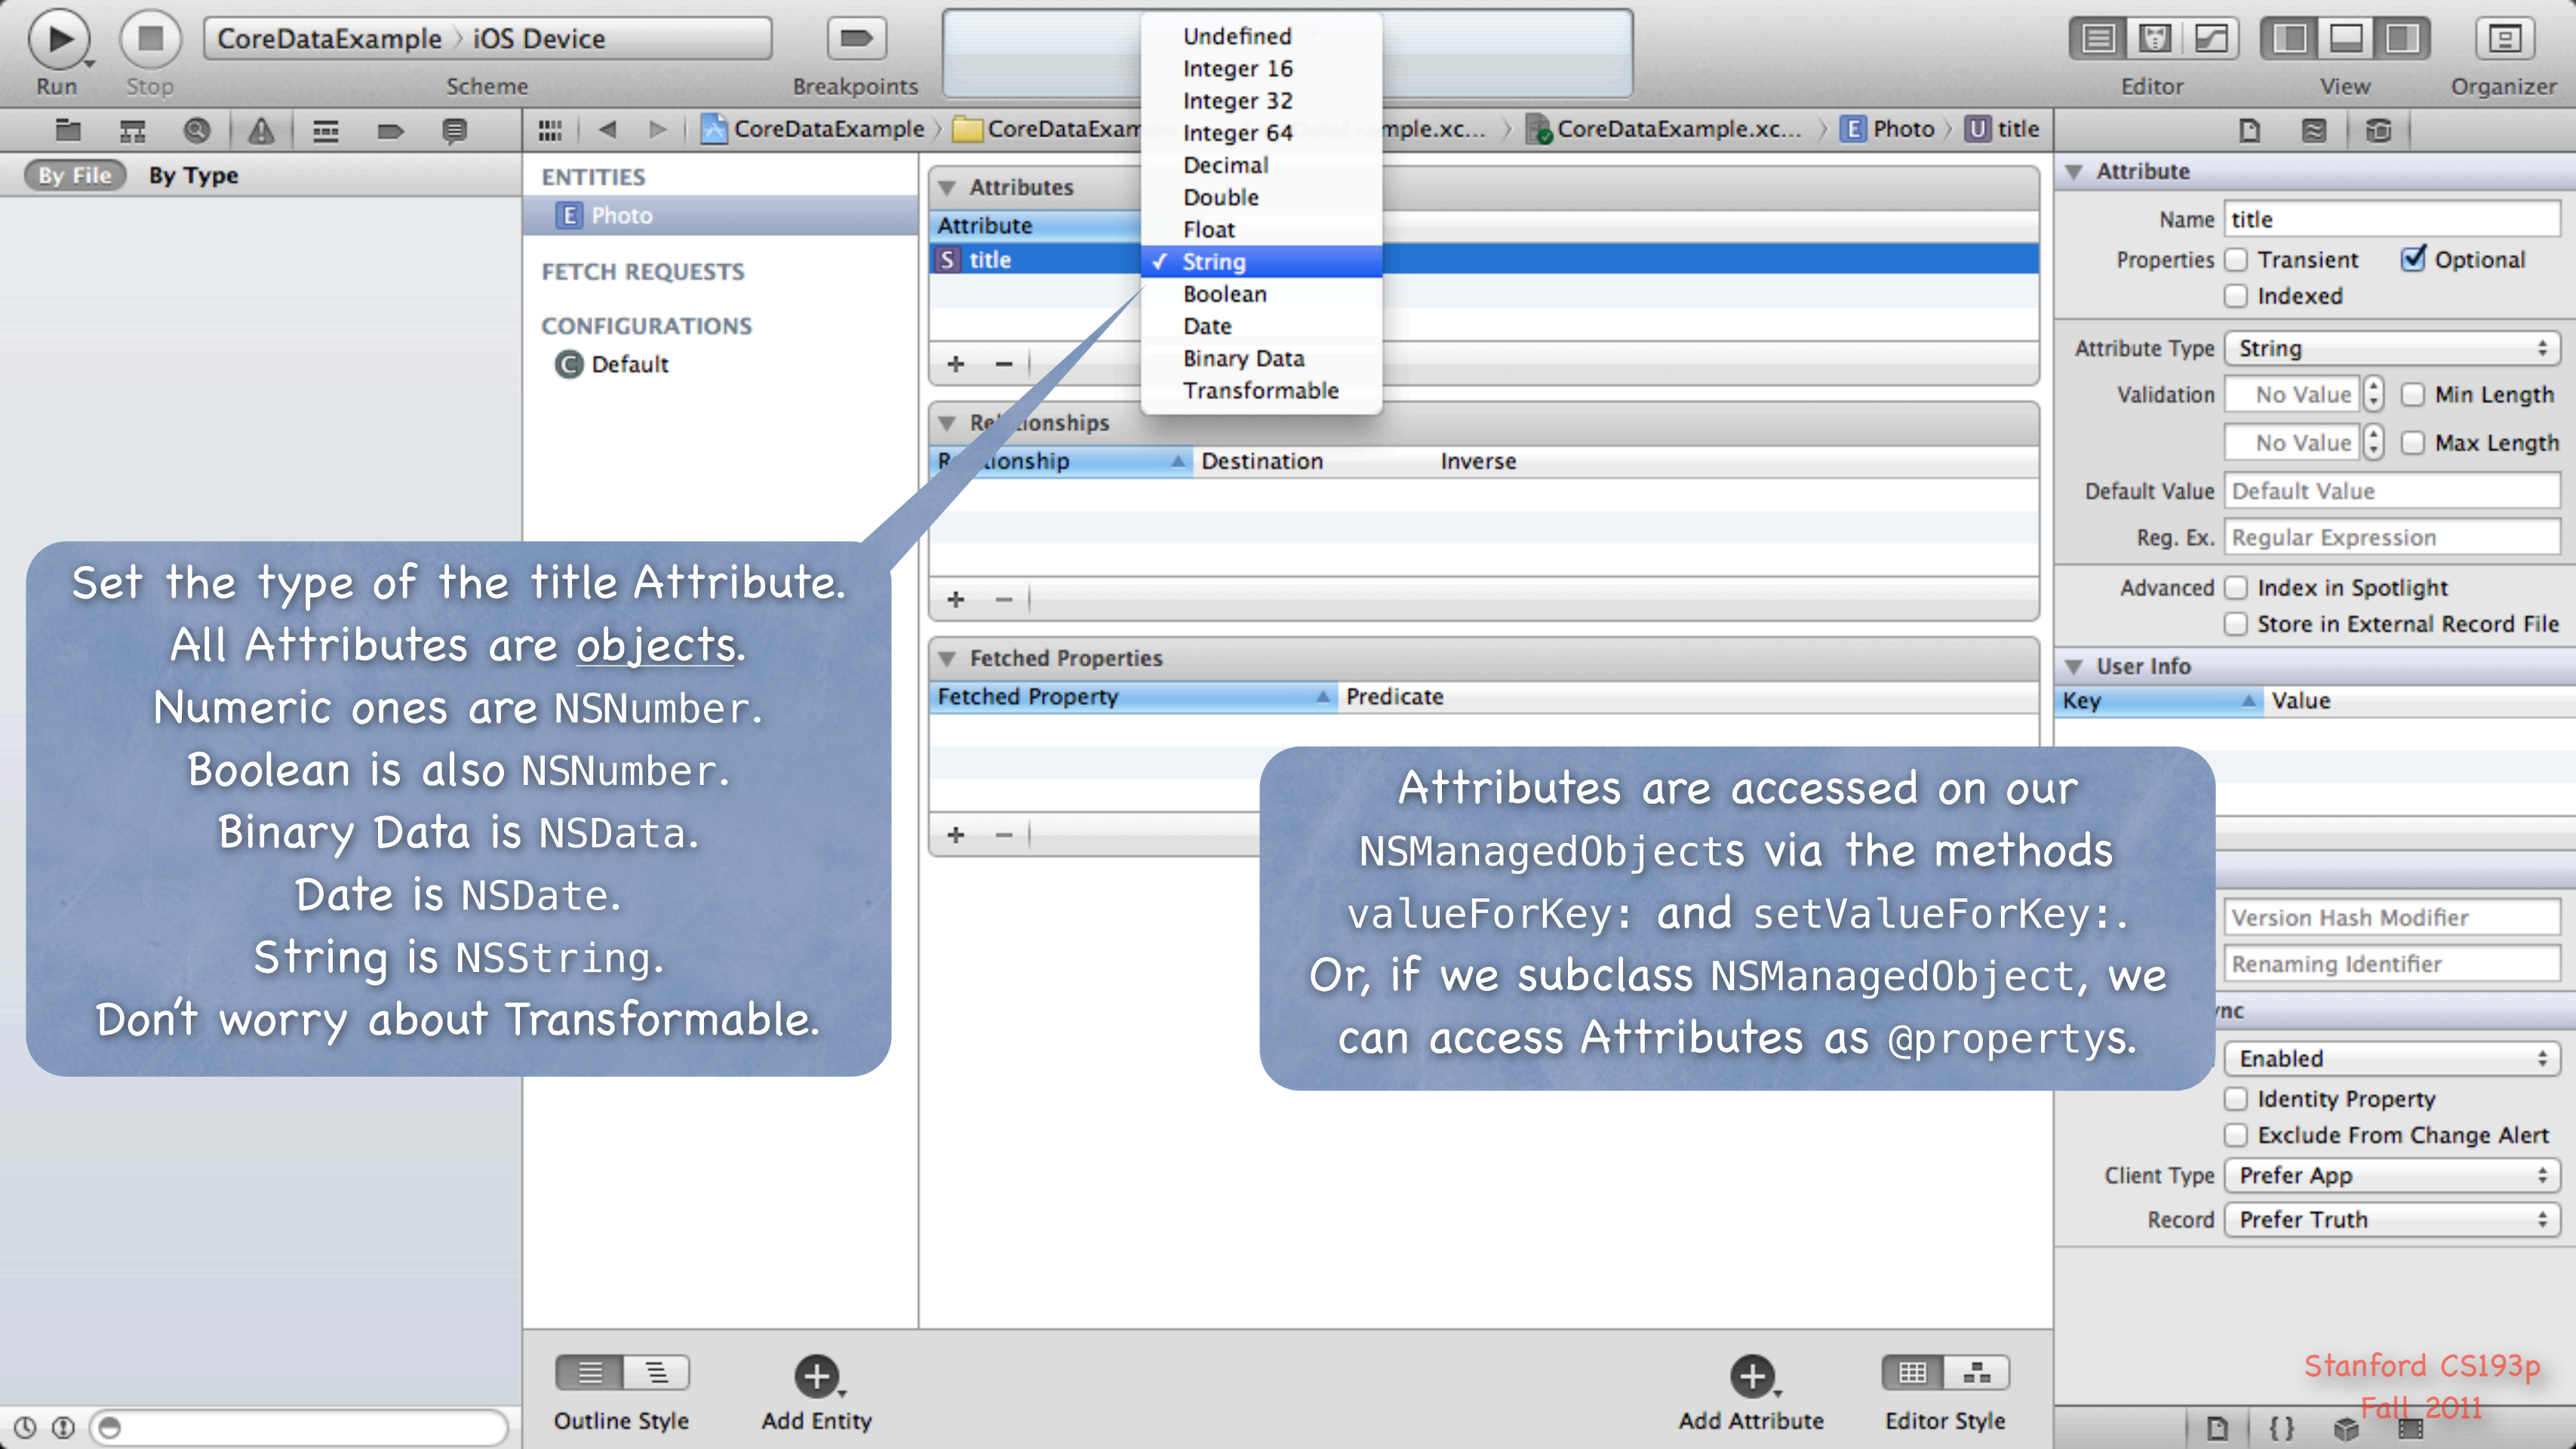 CoreDataExample 〉 iOS Device
Run
Stop
Scheme
Breakpoints
Editor
View
Organizer
CoreDataExample
CoreDataExam
mple.xc...
CoreDataExample.xc...
E Photo
U title
By File
By Type
ENTITIES
E Photo
FETCH REQUESTS
CONFIGURATIONS
C Default
Attributes
Attribute
S title
Undefined
Integer 16
Integer 32
Integer 64
Decimal
Double
Float
✓ String
Boolean
Date
Binary Data
Transformable
+ −
Relationships
Relationship
Destination
Inverse
+ −
Fetched Properties
Fetched Property
Predicate
+ −
Set the type of the title Attribute.
All Attributes are objects.
Numeric ones are NSNumber.
Boolean is also NSNumber.
Binary Data is NSData.
Date is NSDate.
String is NSString.
Don't worry about Transformable.
Attributes are accessed on our
NSManagedObjects via the methods
valueForKey: and setValueForKey:.
Or, if we subclass NSManagedObject, we
can access Attributes as @propertys.
Attribute
Name title
Properties Transient Optional
Indexed
Attribute Type String
Validation No Value Min Length
No Value Max Length
Default Value Default Value
Reg. Ex. Regular Expression
Advanced Index in Spotlight
Store in External Record File
User Info
Key Value
Version Hash Modifier
Renaming Identifier
nc
Enabled
Identity Property
Exclude From Change Alert
Client Type Prefer App
Record Prefer Truth
Outline Style
Add Entity
Add Attribute
Editor Style
Stanford CS193p
Fall 2011
{}